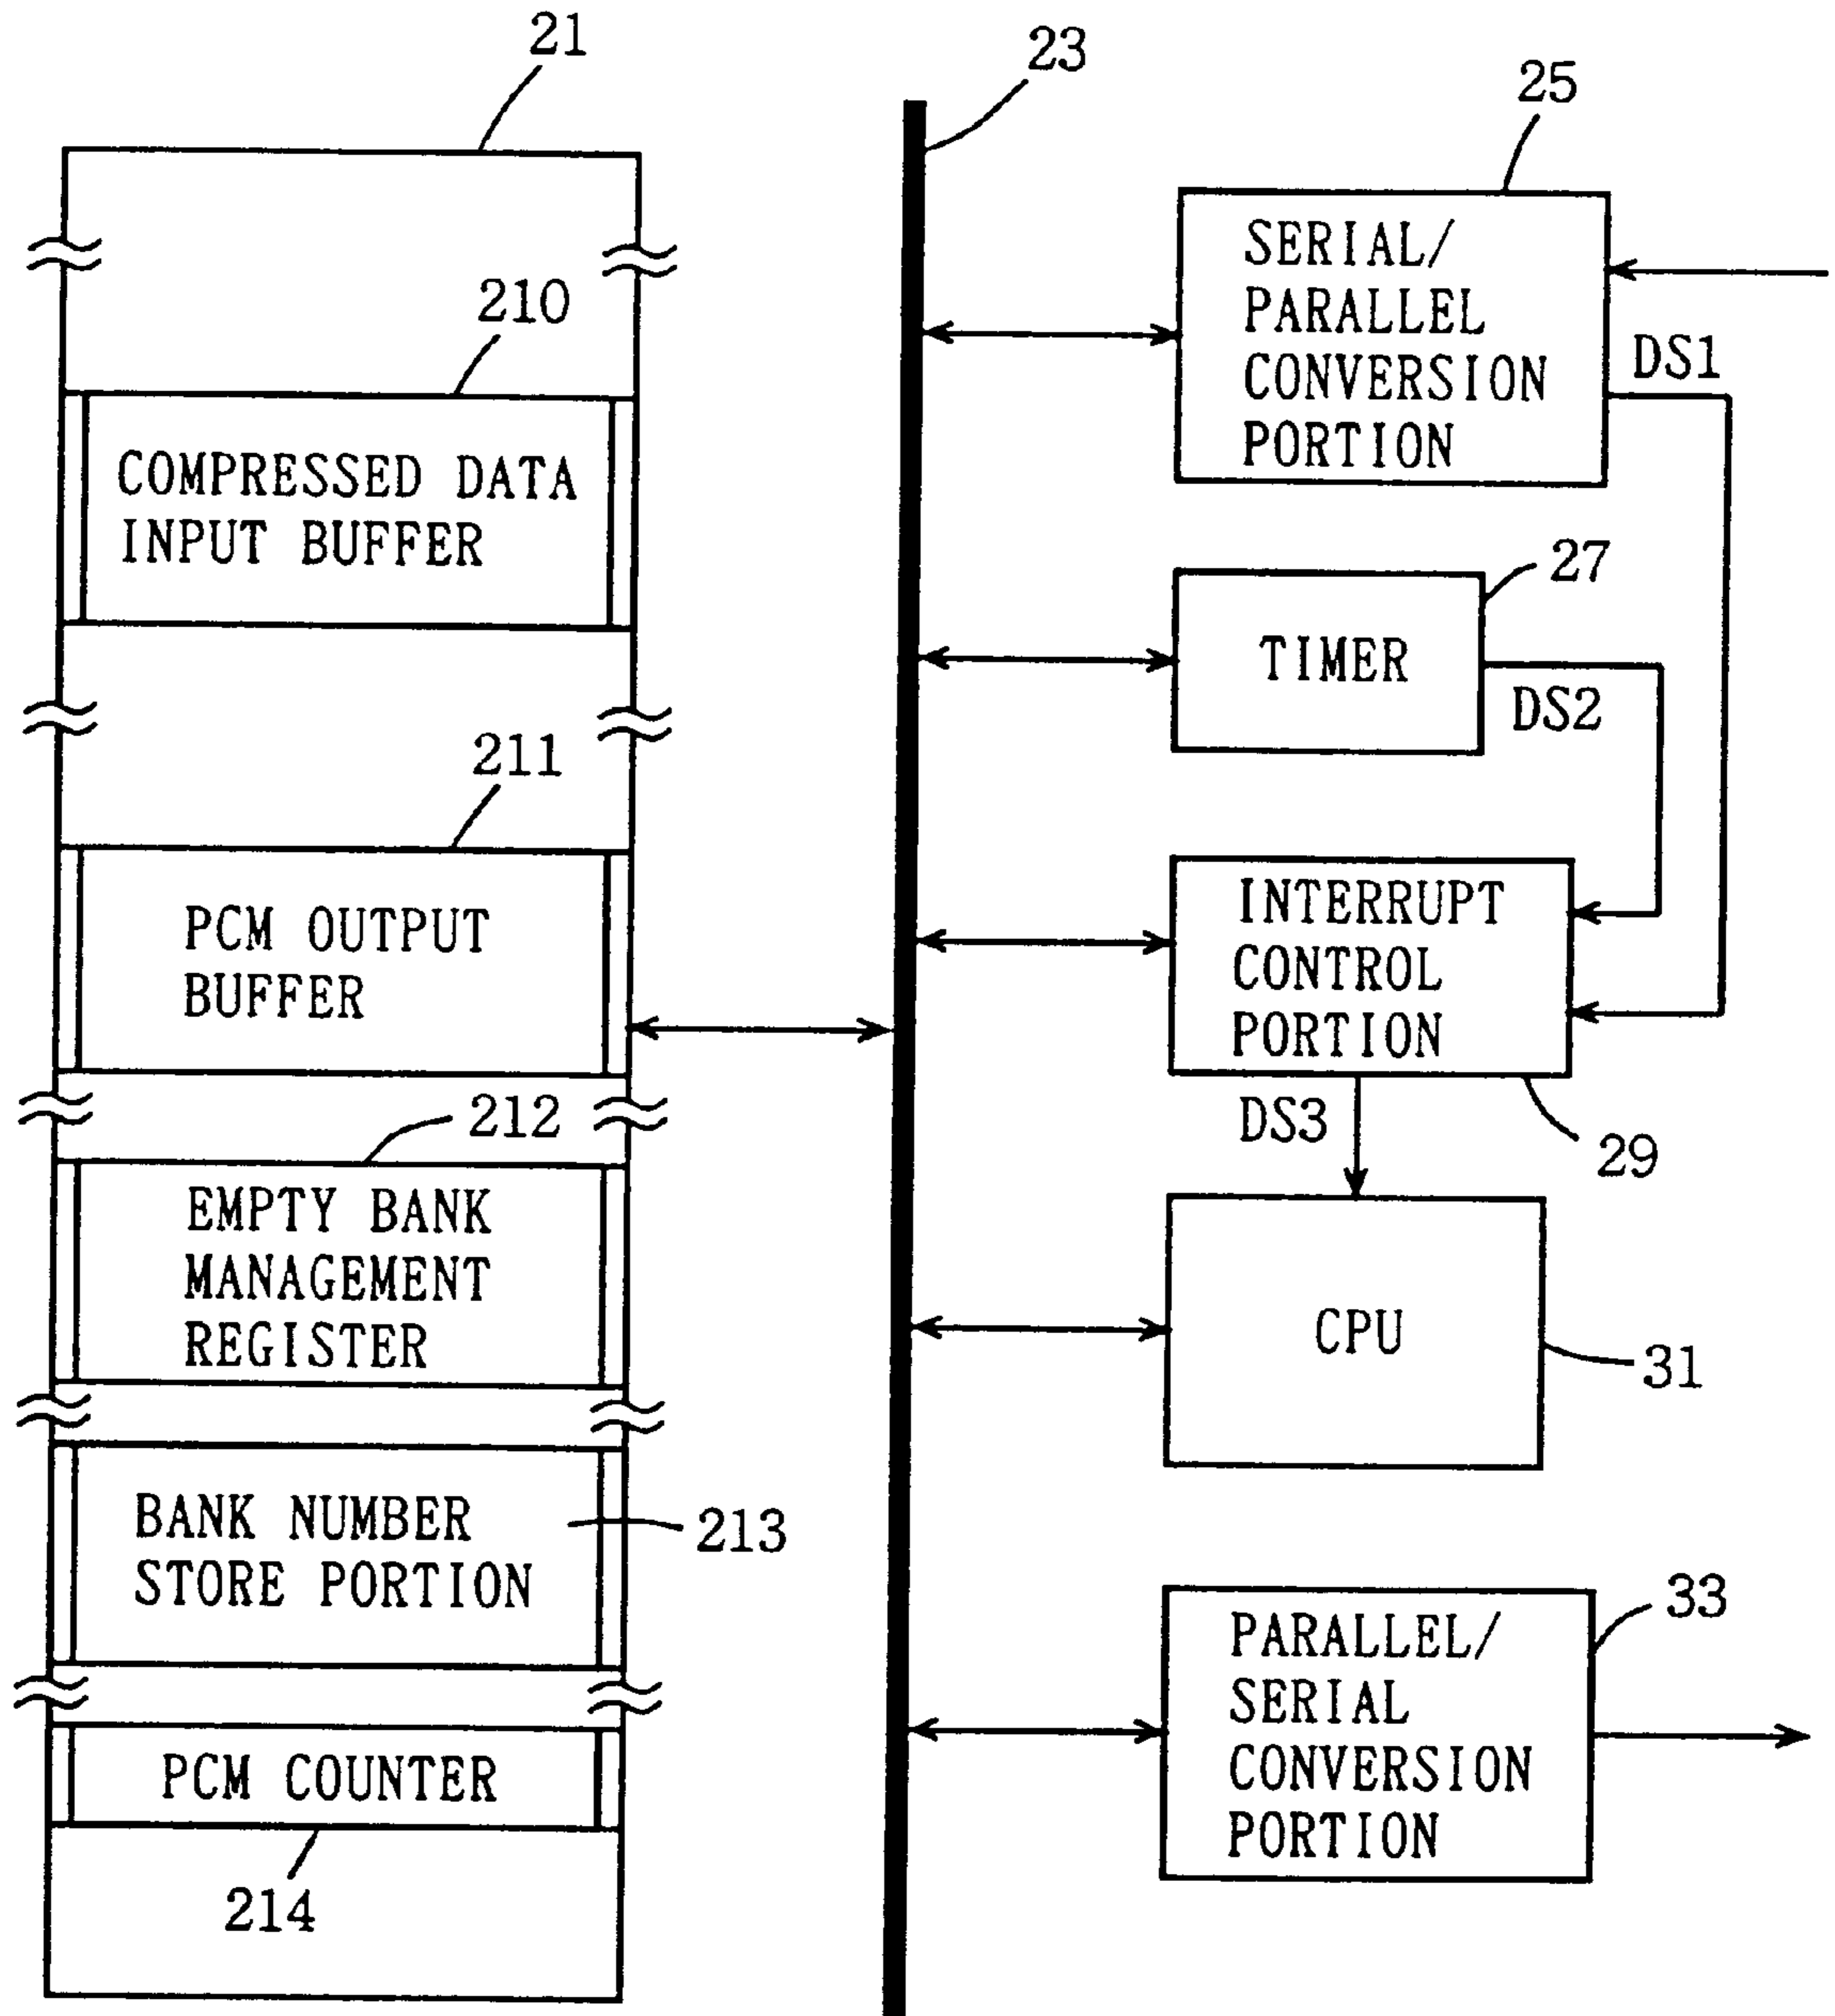 21
210
COMPRESSED DATA
INPUT BUFFER
211
PCM OUTPUT
BUFFER
212
EMPTY BANK
MANAGEMENT
REGISTER
BANK NUMBER
STORE PORTION
213
PCM COUNTER
214
23
25
SERIAL/
PARALLEL
CONVERSION
PORTION
DS1
27
TIMER
DS2
INTERRUPT
CONTROL
PORTION
29
DS3
CPU
31
33
PARALLEL/
SERIAL
CONVERSION
PORTION